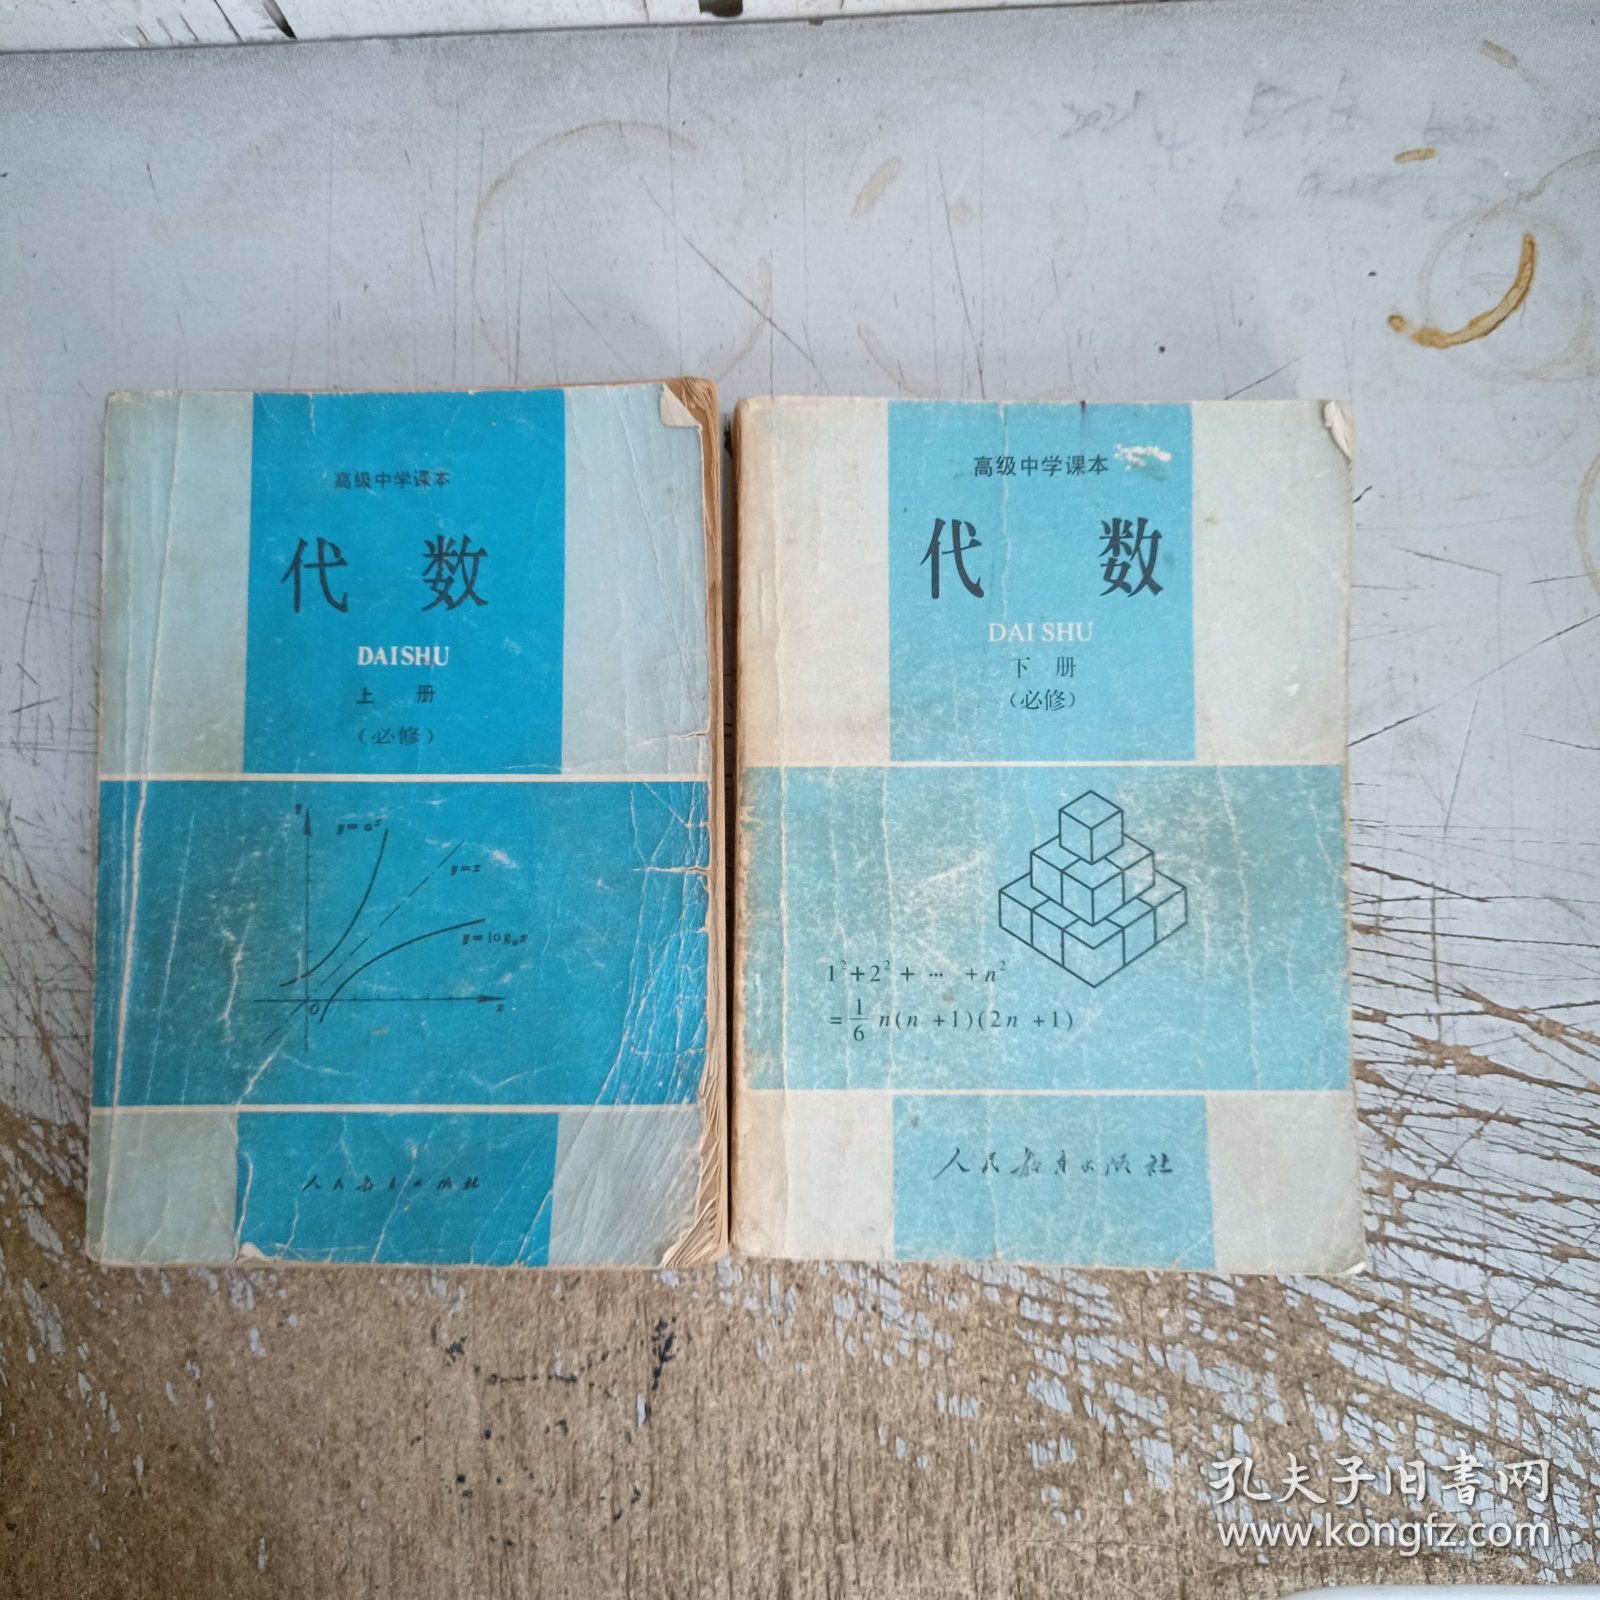 高级中学课本
代数
DAISHU
上册
(必修)
y
y=aˣ
y=x
y=logₐx
O
x
人民教育出版社
高级中学课本
代数
DAI SHU
下册
(必修)
1²+2²+ … +n²
=1/6 n(n+1)(2n+1)
人民教育出版社
孔夫子旧书网
www.kongfz.com